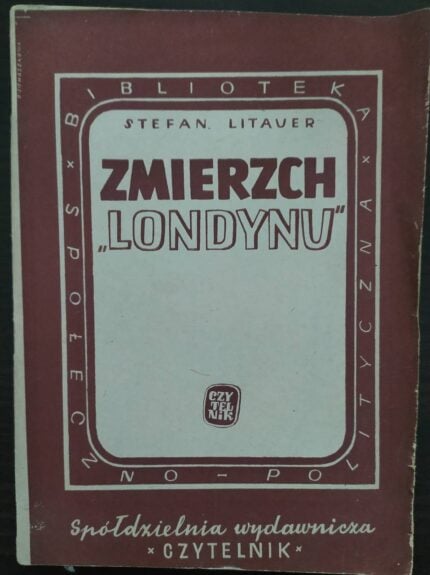 BIBLIOTEKA
× SPOŁECZNO-POLITYCZNA ×
STEFAN LITAUER
ZMIERZCH
„LONDYNU"
CZY
TEL
NIK
Spółdzielnia wydawnicza
× CZYTELNIK ×